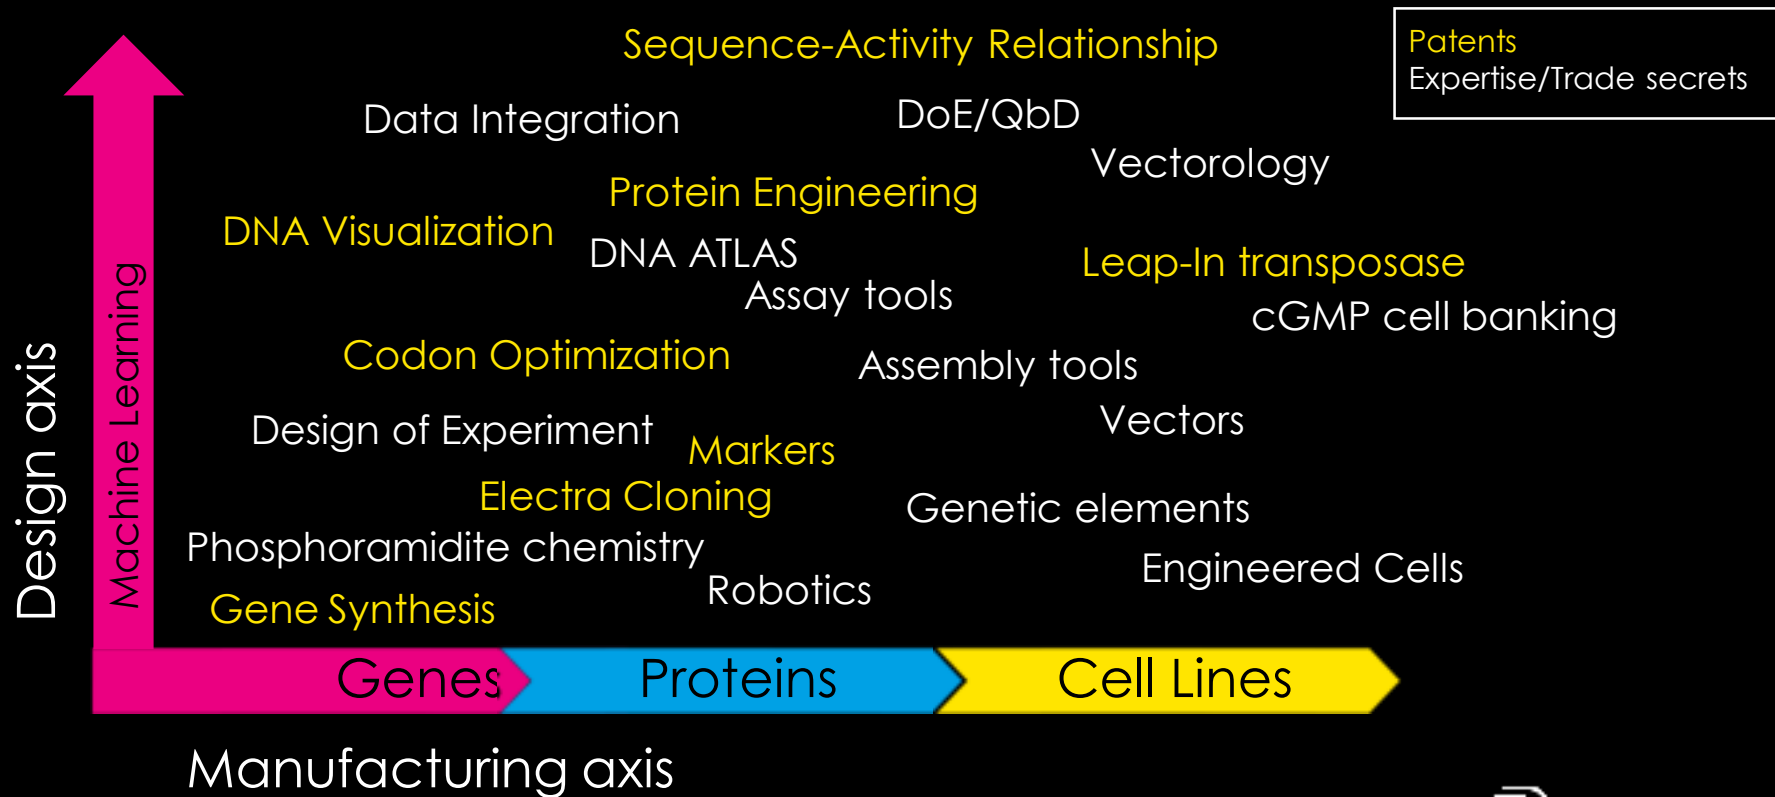 Sequence-Activity Relationship
Patents
Expertise/Trade secrets
Data Integration
DoE/QbD
Vectorology
Protein Engineering
DNA Visualization
DNA ATLAS
Leap-In transposase
Assay tools
cGMP cell banking
Codon Optimization
Assembly tools
Design of Experiment
Vectors
Markers
Electra Cloning
Genetic elements
Phosphoramidite chemistry
Engineered Cells
Robotics
Gene Synthesis
Design axis
Machine Learning
Genes
Proteins
Cell Lines
Manufacturing axis